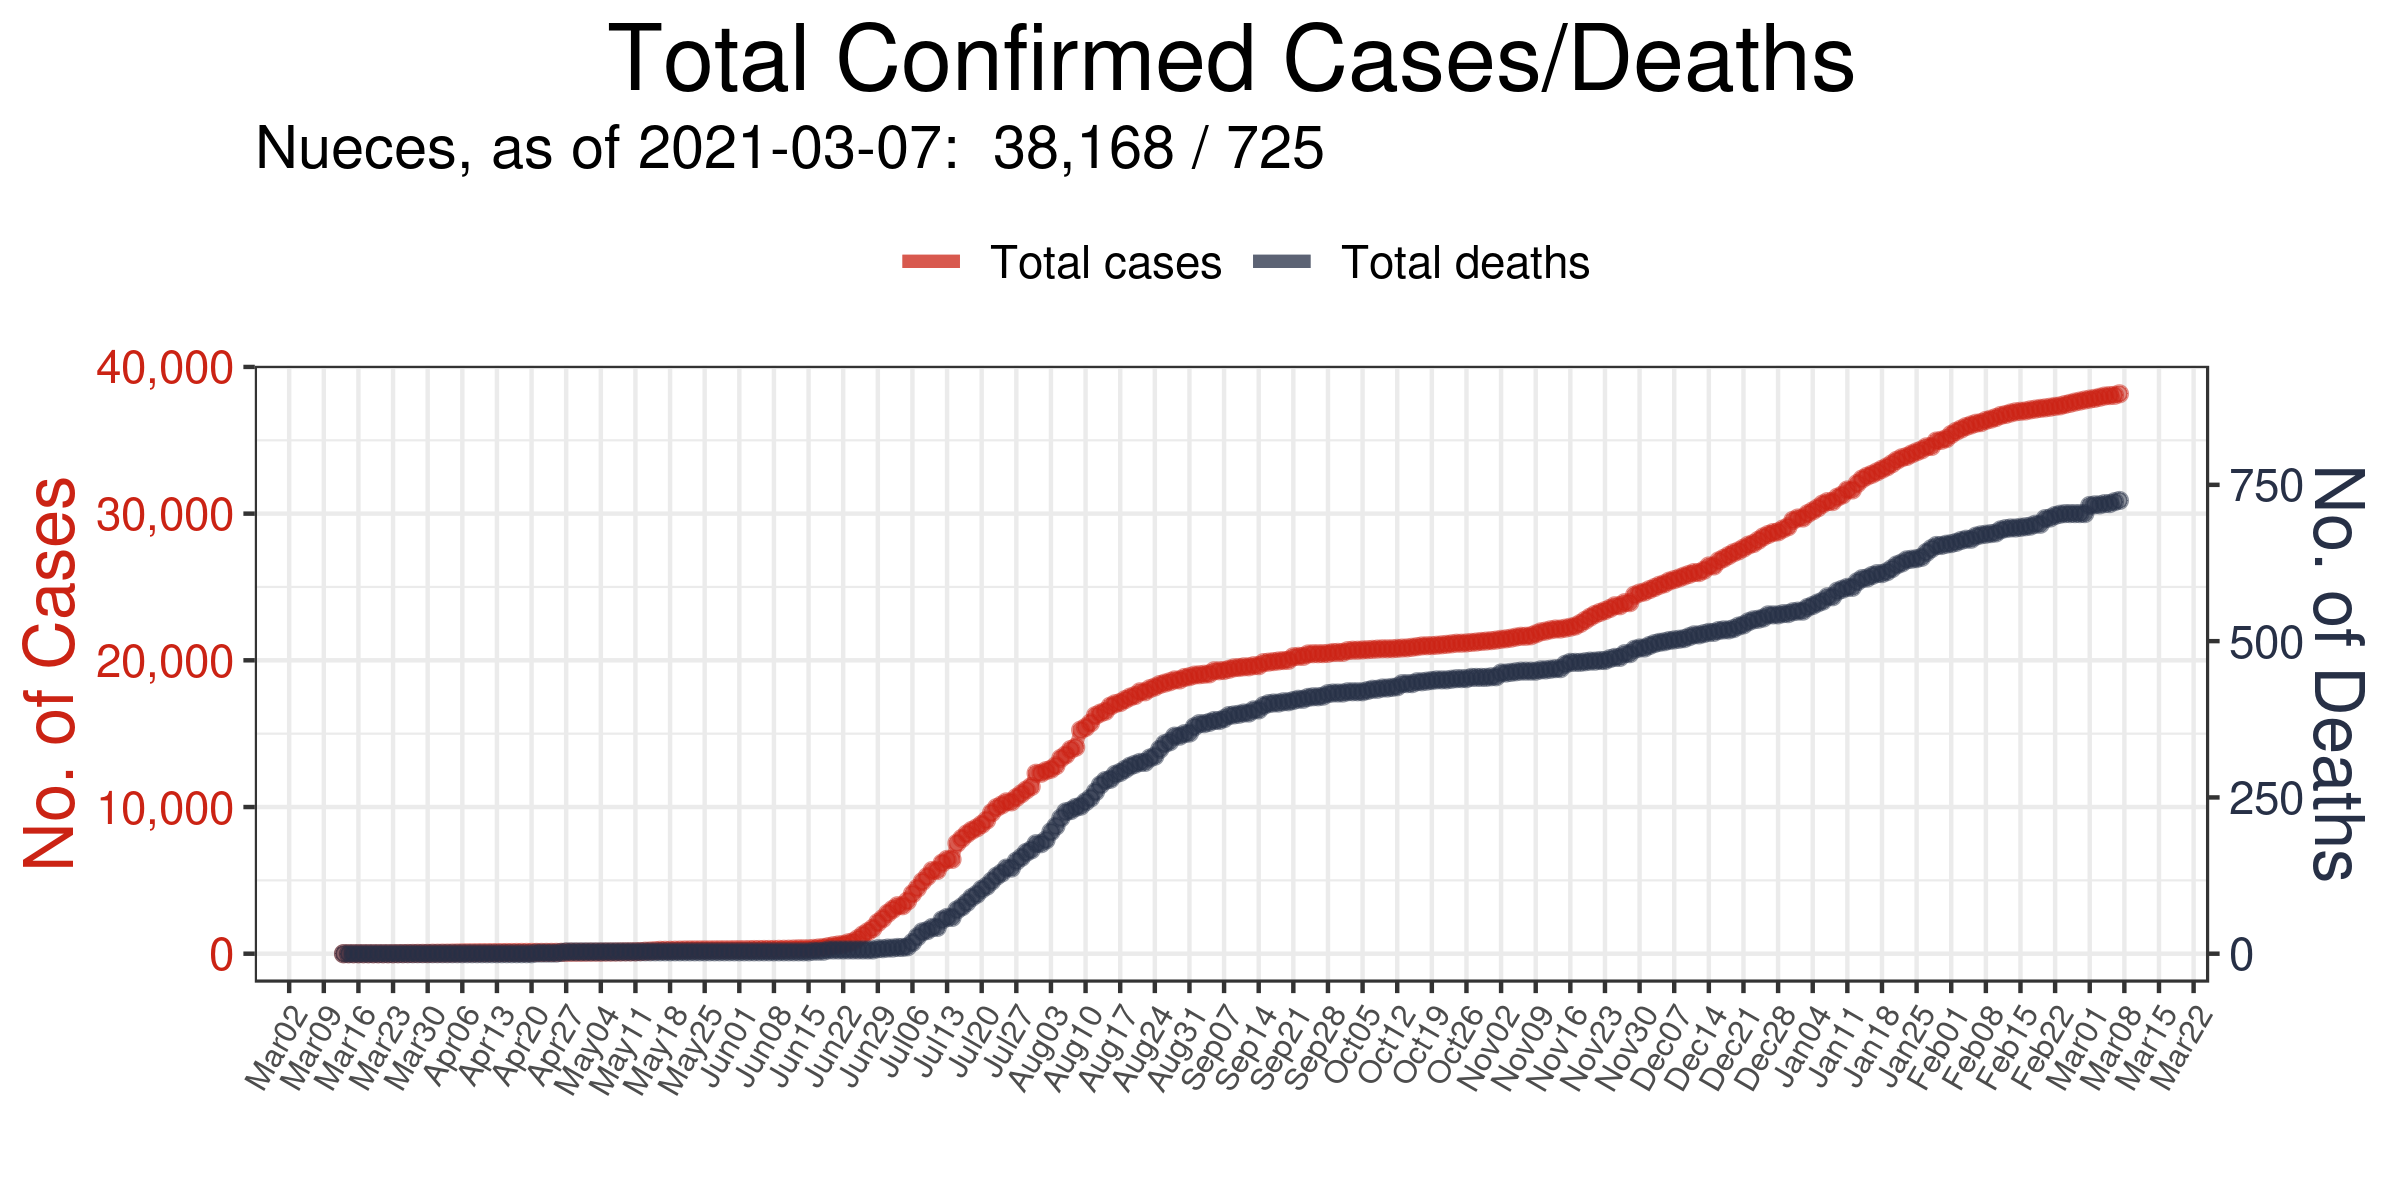 Total Confirmed Cases/Deaths
Nueces, as of 2021-03-07:  38,168 / 725
Total cases
Total deaths
No. of Cases
40,000
30,000
20,000
10,000
0
No. of Deaths
750
500
250
0
Mar02
Mar09
Mar16
Mar23
Mar30
Apr06
Apr13
Apr20
Apr27
May04
May11
May18
May25
Jun01
Jun08
Jun15
Jun22
Jun29
Jul06
Jul13
Jul20
Jul27
Aug03
Aug10
Aug17
Aug24
Aug31
Sep07
Sep14
Sep21
Sep28
Oct05
Oct12
Oct19
Oct26
Nov02
Nov09
Nov16
Nov23
Nov30
Dec07
Dec14
Dec21
Dec28
Jan04
Jan11
Jan18
Jan25
Feb01
Feb08
Feb15
Feb22
Mar01
Mar08
Mar15
Mar22